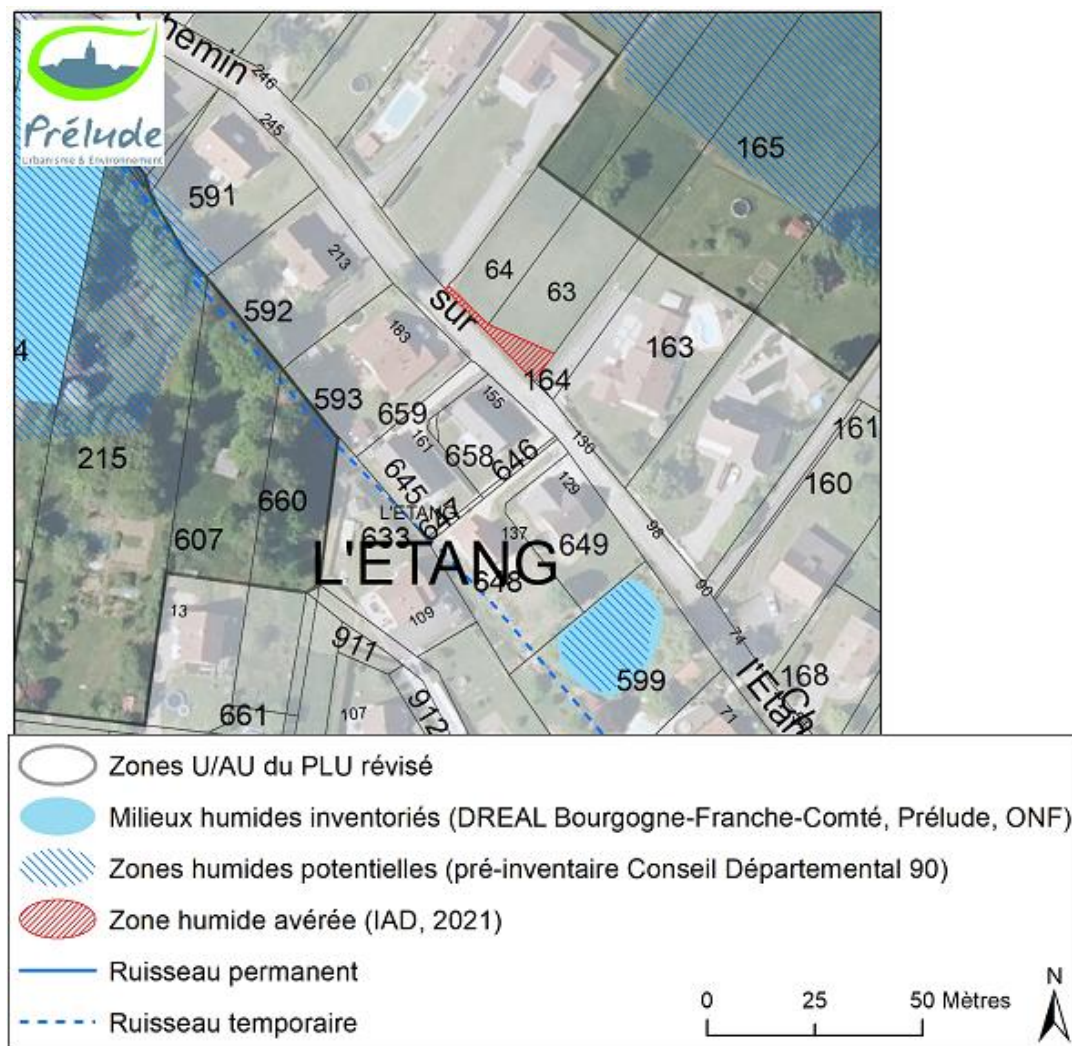 Chemin
Prélude
Urbanisme & Environnement
246
245
165
591
213
64
63
592
sur
183
163
164
593
659
155
161
658
646
130
161
160
215
645
129
660
L'ETANG
647
607
633
137
649
98
L'ETANG
648
90
13
109
74
911
599
168
l'Etang
Ch
661
107
912
71
Zones U/AU du PLU révisé
Milieux humides inventoriés (DREAL Bourgogne-Franche-Comté, Prélude, ONF)
Zones humides potentielles (pré-inventaire Conseil Départemental 90)
Zone humide avérée (IAD, 2021)
Ruisseau permanent
Ruisseau temporaire
0 25 50 Mètres
N